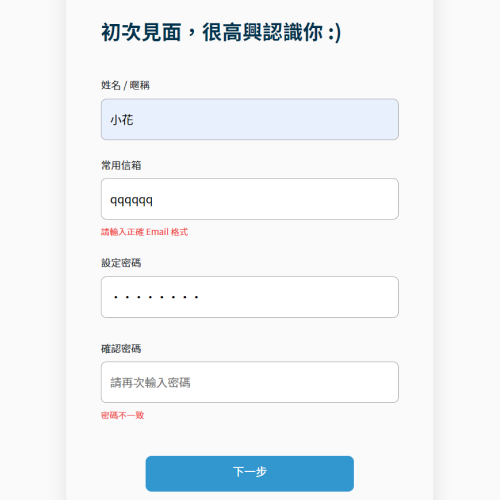 初次見面，很高興認識你 :)
姓名 / 暱稱
小花
常用信箱
qqqqqq
請輸入正確 Email 格式
設定密碼
••••••••
確認密碼
請再次輸入密碼
密碼不一致
下一步